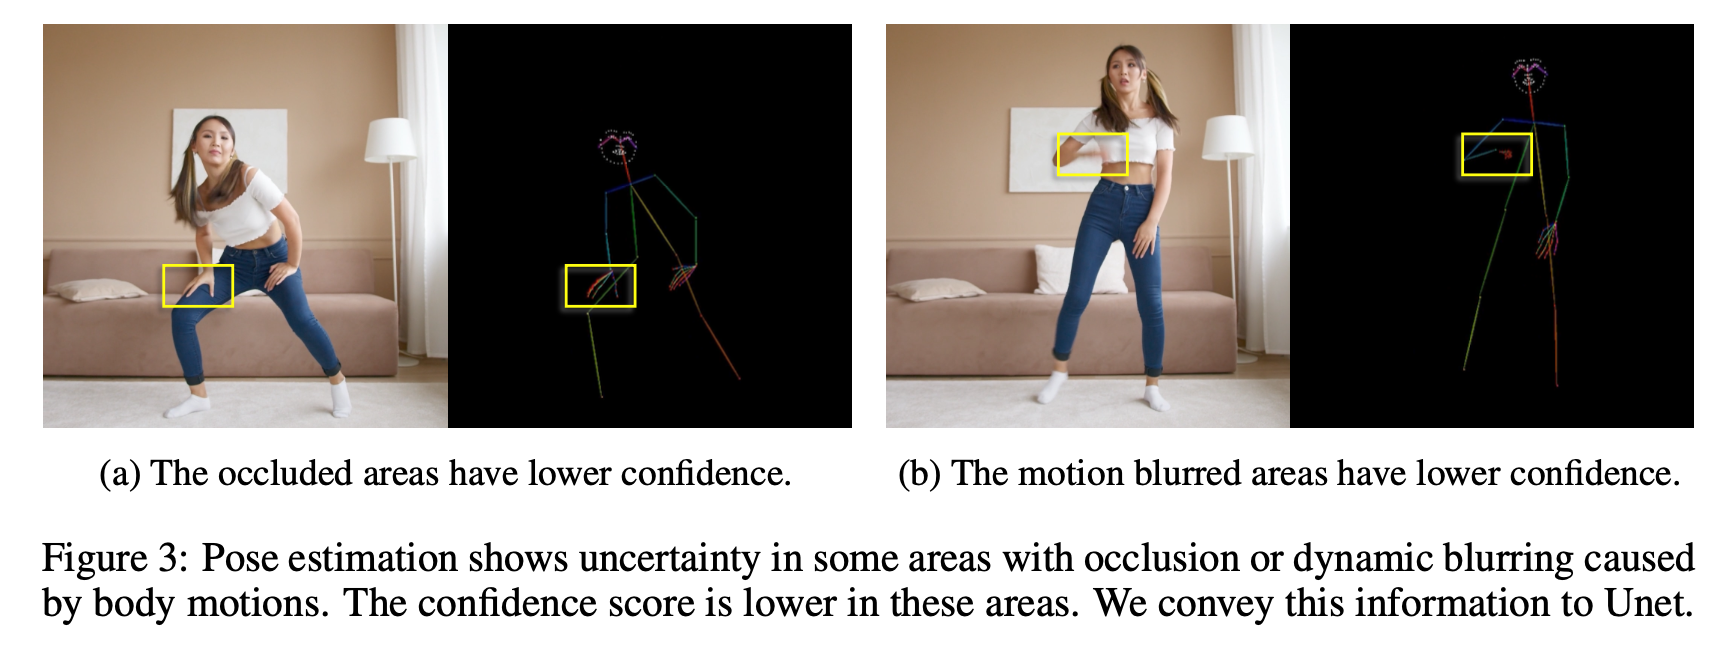 (a) The occluded areas have lower confidence.
(b) The motion blurred areas have lower confidence.
Figure 3: Pose estimation shows uncertainty in some areas with occlusion or dynamic blurring caused
by body motions. The confidence score is lower in these areas. We convey this information to Unet.